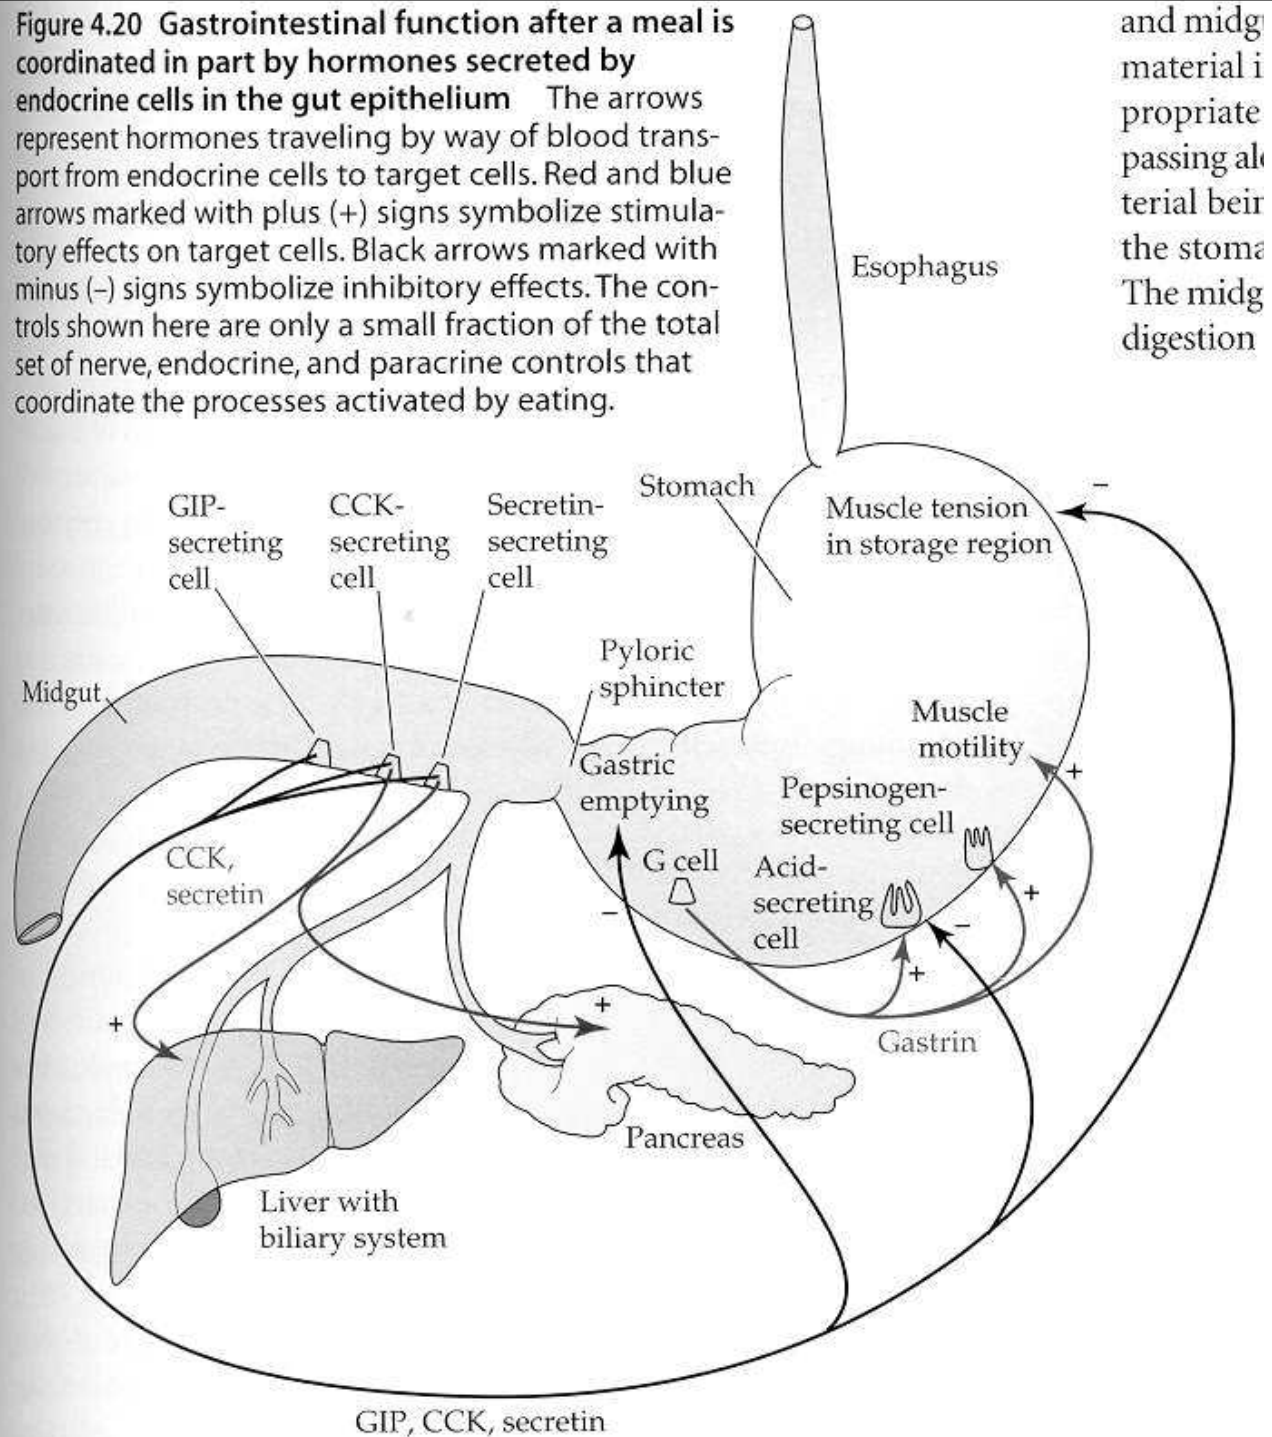 Figure 4.20 Gastrointestinal function after a meal is
coordinated in part by hormones secreted by
endocrine cells in the gut epithelium The arrows
represent hormones traveling by way of blood trans-
port from endocrine cells to target cells. Red and blue
arrows marked with plus (+) signs symbolize stimula-
tory effects on target cells. Black arrows marked with
minus (–) signs symbolize inhibitory effects. The con-
trols shown here are only a small fraction of the total
set of nerve, endocrine, and paracrine controls that
coordinate the processes activated by eating.
and
material
propriate
passing
the
The
digestion
Esophagus
Stomach
Muscle tension
in storage region
–
GIP-
secreting
cell
CCK-
secreting
cell
Secretin-
secreting
cell
Midgut
Pyloric
sphincter
Muscle
motility
+
Gastric
emptying
Pepsinogen-
secreting cell
+
CCK,
secretin
G cell
Acid-
secreting
cell
–
–
+
Gastrin
+
+
Pancreas
Liver with
biliary system
GIP, CCK, secretin